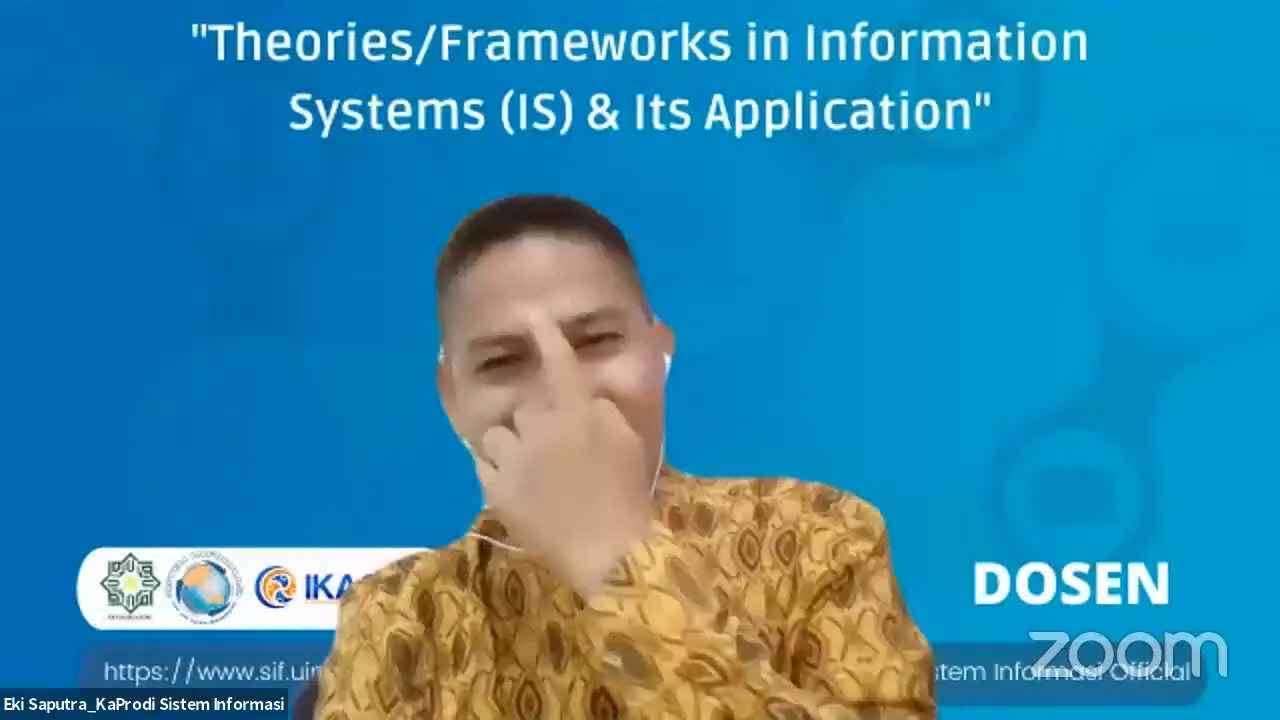 "Theories/Frameworks in Information
Systems (IS) & Its Application"
IKA
DOSEN
zoom
https://www.sif.uin
stem Informasi Official
Eki Saputra_KaProdi Sistem Informasi